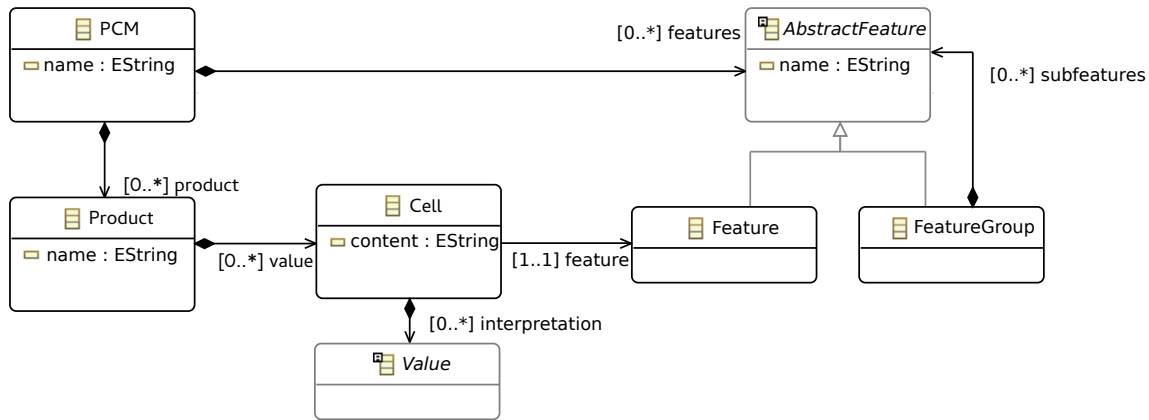 PCM
name : EString
[0..*] features
AbstractFeature
name : EString
[0..*] subfeatures
[0..*] product
Product
name : EString
[0..*] value
Cell
content : EString
[1..1] feature
Feature
FeatureGroup
[0..*] interpretation
Value